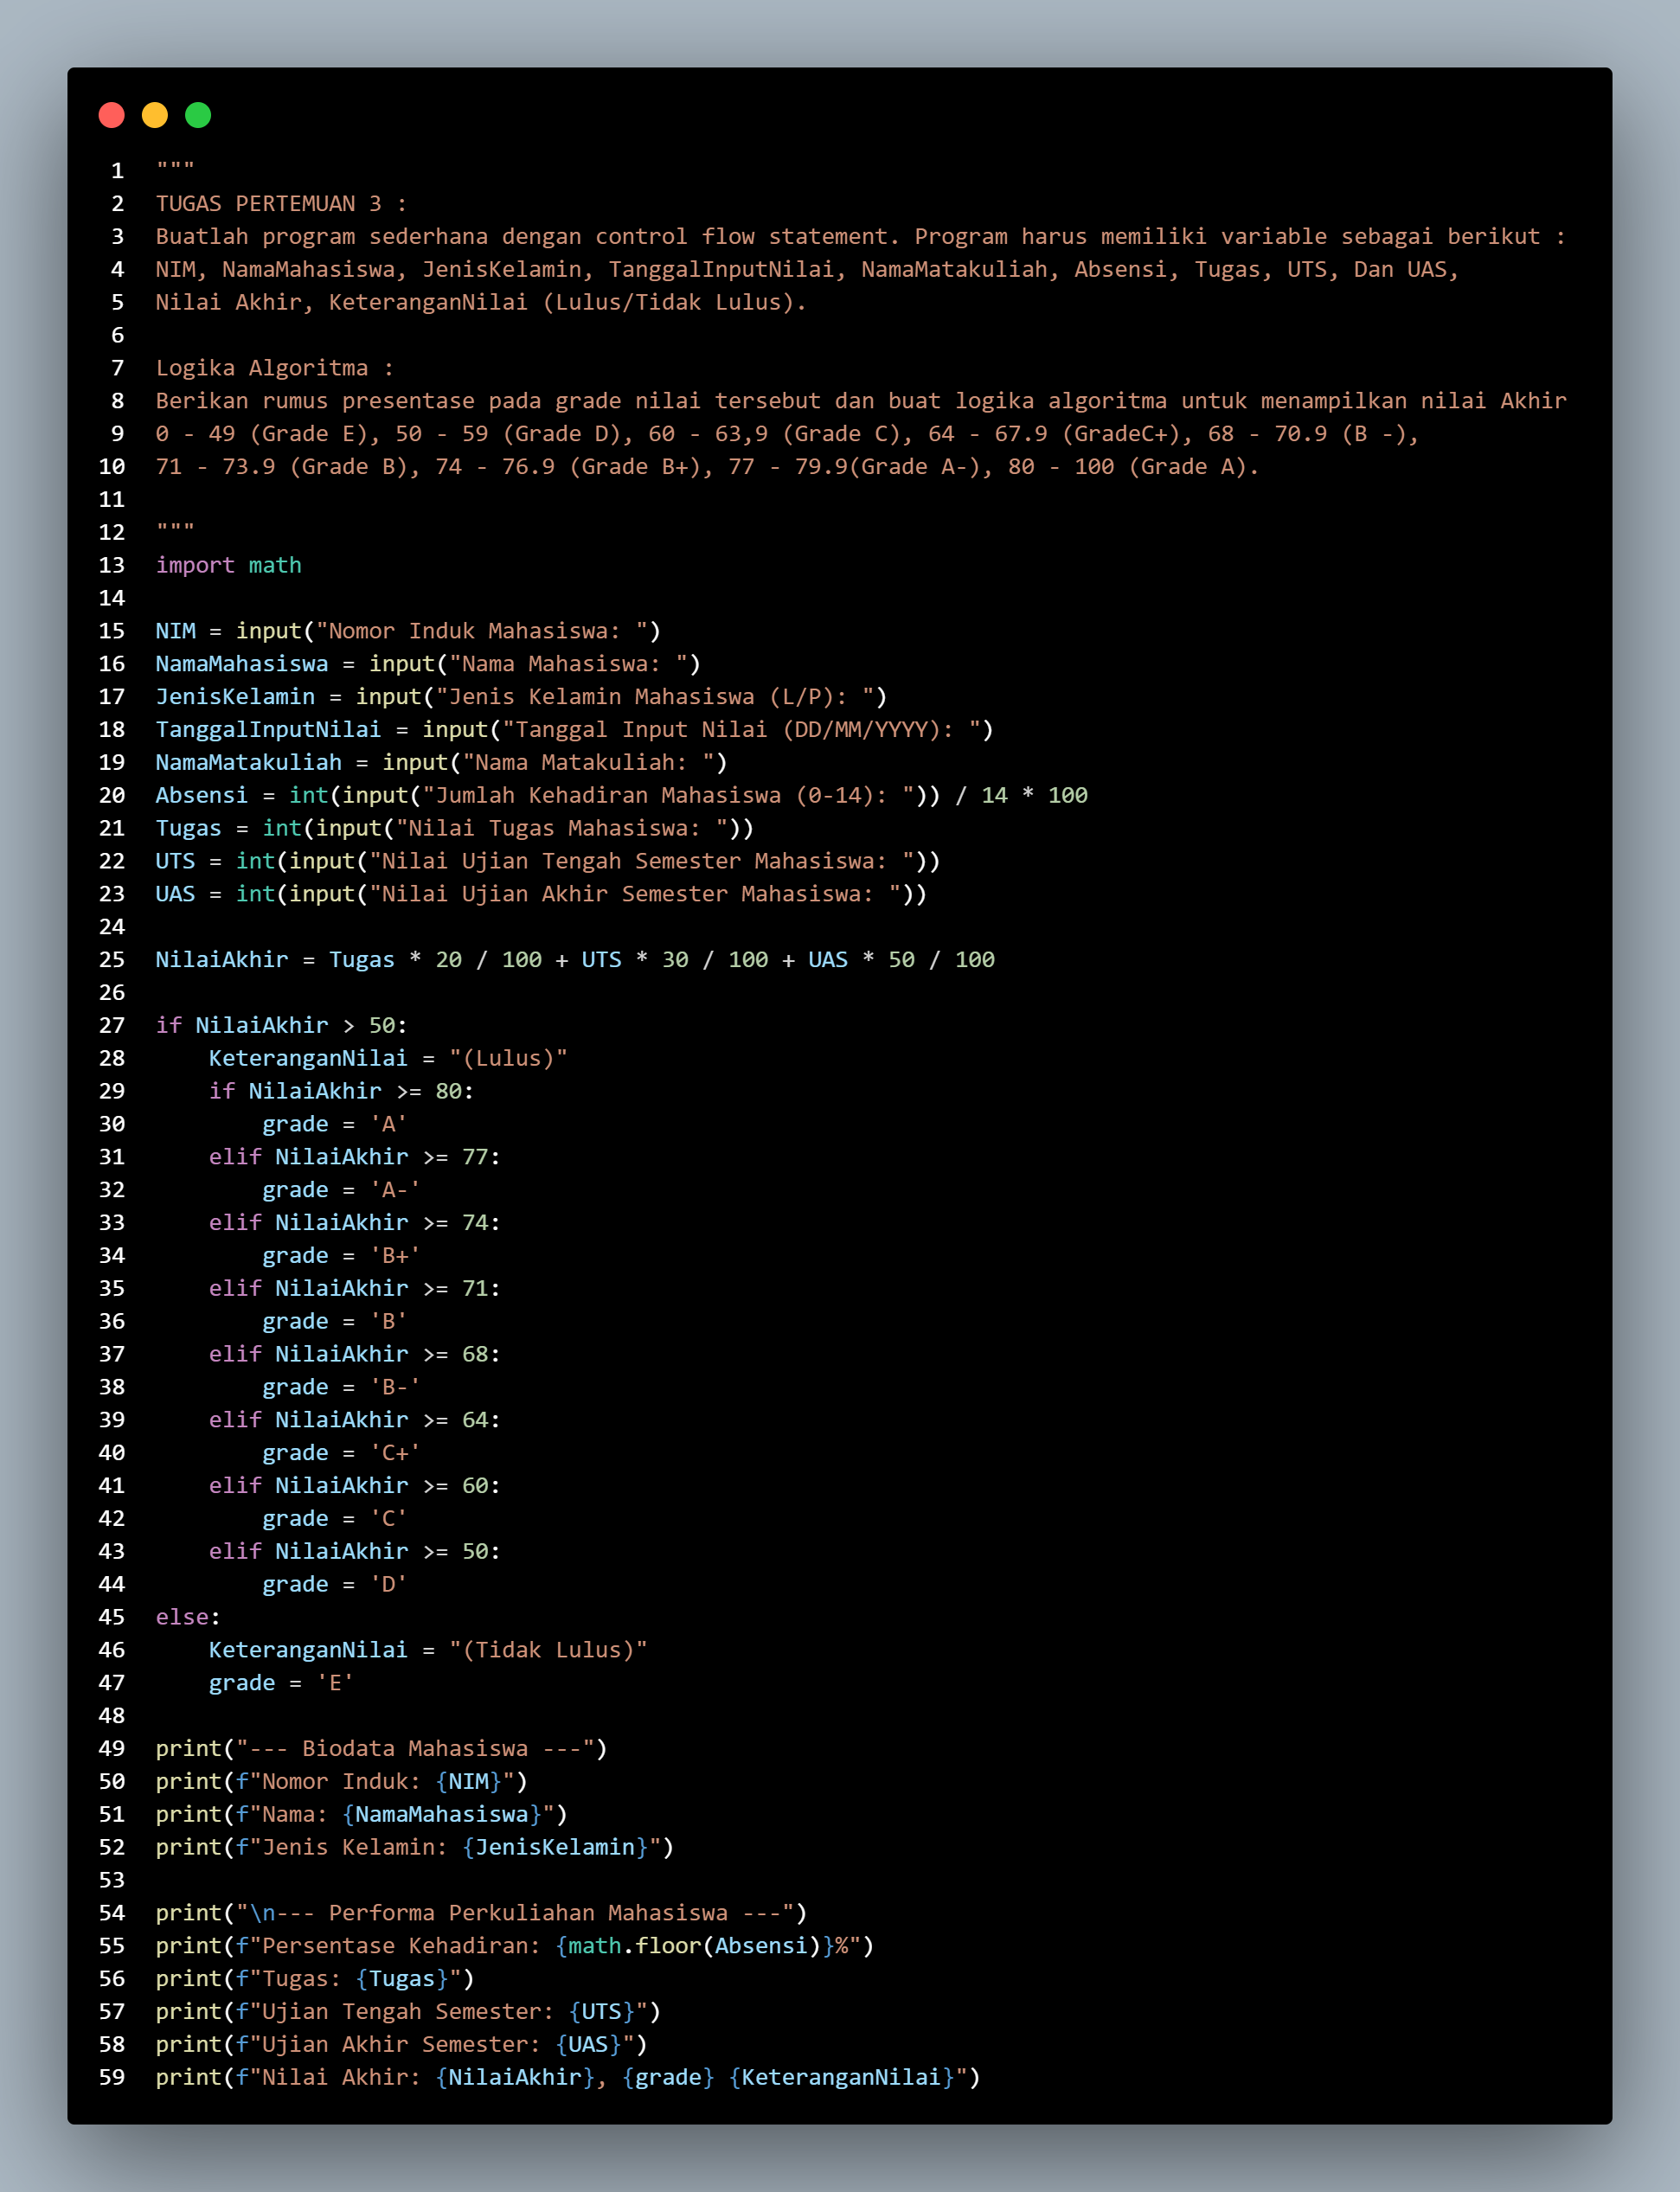 1 """
2 TUGAS PERTEMUAN 3 :
3 Buatlah program sederhana dengan control flow statement. Program harus memiliki variable sebagai berikut :
4 NIM, NamaMahasiswa, JenisKelamin, TanggalInputNilai, NamaMatakuliah, Absensi, Tugas, UTS, Dan UAS,
5 Nilai Akhir, KeteranganNilai (Lulus/Tidak Lulus).
6
7 Logika Algoritma :
8 Berikan rumus presentase pada grade nilai tersebut dan buat logika algoritma untuk menampilkan nilai Akhir
9 0 - 49 (Grade E), 50 - 59 (Grade D), 60 - 63,9 (Grade C), 64 - 67.9 (GradeC+), 68 - 70.9 (B -),
10 71 - 73.9 (Grade B), 74 - 76.9 (Grade B+), 77 - 79.9(Grade A-), 80 - 100 (Grade A).
11
12 """
13 import math
14
15 NIM = input("Nomor Induk Mahasiswa: ")
16 NamaMahasiswa = input("Nama Mahasiswa: ")
17 JenisKelamin = input("Jenis Kelamin Mahasiswa (L/P): ")
18 TanggalInputNilai = input("Tanggal Input Nilai (DD/MM/YYYY): ")
19 NamaMatakuliah = input("Nama Matakuliah: ")
20 Absensi = int(input("Jumlah Kehadiran Mahasiswa (0-14): ")) / 14 * 100
21 Tugas = int(input("Nilai Tugas Mahasiswa: "))
22 UTS = int(input("Nilai Ujian Tengah Semester Mahasiswa: "))
23 UAS = int(input("Nilai Ujian Akhir Semester Mahasiswa: "))
24
25 NilaiAkhir = Tugas * 20 / 100 + UTS * 30 / 100 + UAS * 50 / 100
26
27 if NilaiAkhir > 50:
28     KeteranganNilai = "(Lulus)"
29     if NilaiAkhir >= 80:
30         grade = 'A'
31     elif NilaiAkhir >= 77:
32         grade = 'A-'
33     elif NilaiAkhir >= 74:
34         grade = 'B+'
35     elif NilaiAkhir >= 71:
36         grade = 'B'
37     elif NilaiAkhir >= 68:
38         grade = 'B-'
39     elif NilaiAkhir >= 64:
40         grade = 'C+'
41     elif NilaiAkhir >= 60:
42         grade = 'C'
43     elif NilaiAkhir >= 50:
44         grade = 'D'
45 else:
46     KeteranganNilai = "(Tidak Lulus)"
47     grade = 'E'
48
49 print("--- Biodata Mahasiswa ---")
50 print(f"Nomor Induk: {NIM}")
51 print(f"Nama: {NamaMahasiswa}")
52 print(f"Jenis Kelamin: {JenisKelamin}")
53
54 print("\n--- Performa Perkuliahan Mahasiswa ---")
55 print(f"Persentase Kehadiran: {math.floor(Absensi)}%")
56 print(f"Tugas: {Tugas}")
57 print(f"Ujian Tengah Semester: {UTS}")
58 print(f"Ujian Akhir Semester: {UAS}")
59 print(f"Nilai Akhir: {NilaiAkhir}, {grade} {KeteranganNilai}")